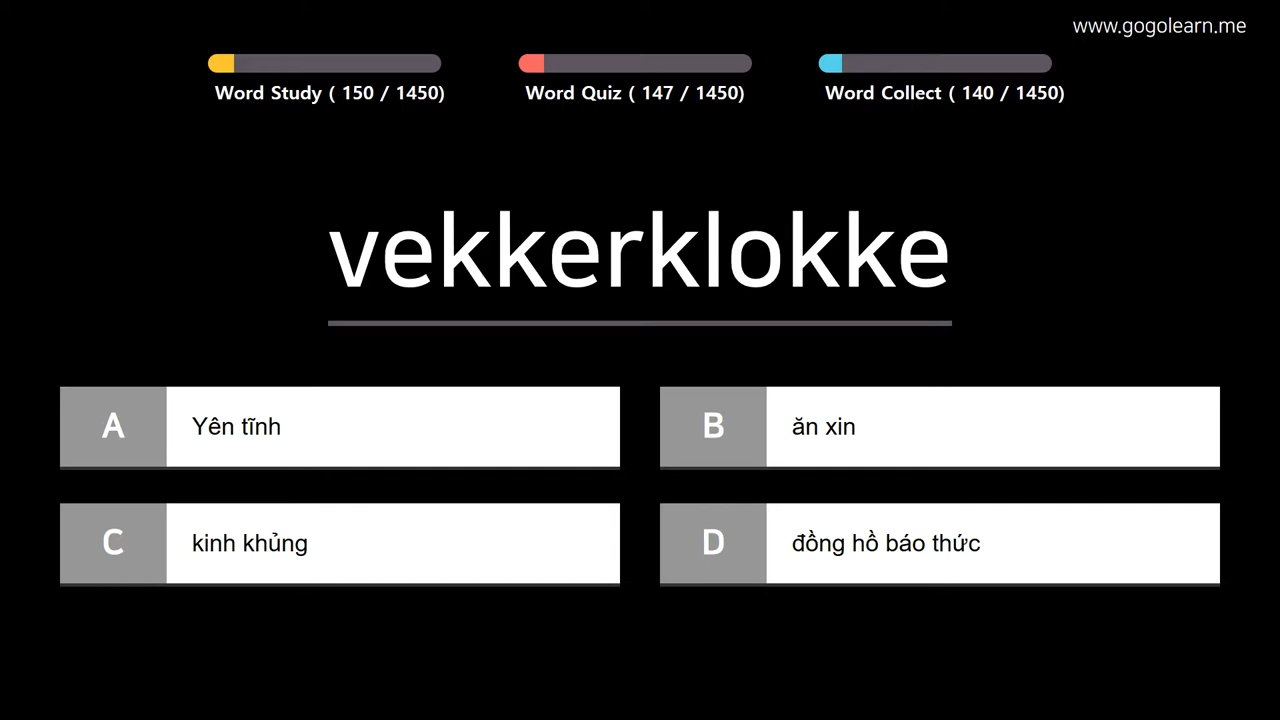 www.gogolearn.me
Word Study ( 150 / 1450)
Word Quiz ( 147 / 1450)
Word Collect ( 140 / 1450)
vekkerklokke
A Yên tĩnh
B ăn xin
C kinh khủng
D đồng hồ báo thức